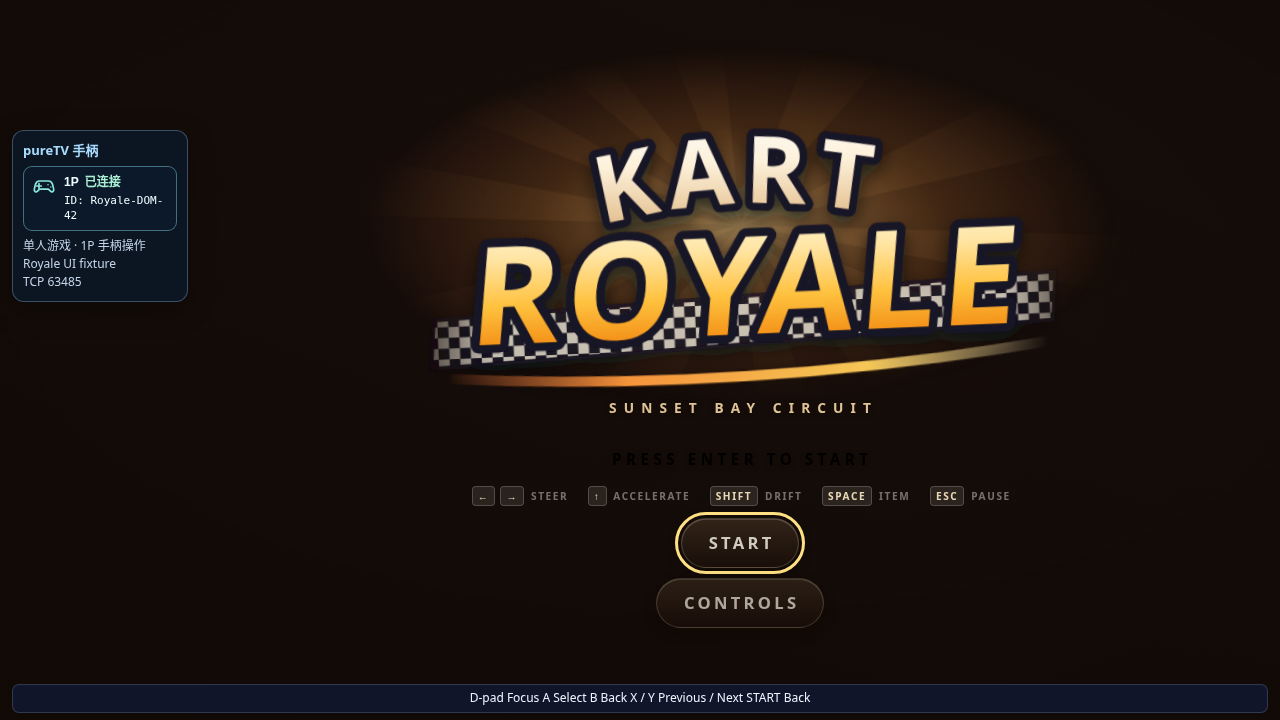 pureTV 手柄
1P 已连接
ID: Royale-DOM-
42
单人游戏 · 1P 手柄操作
Royale UI fixture
TCP 63485
KART
ROYALE
SUNSET BAY CIRCUIT
PRESS ENTER TO START
← → STEER ↑ ACCELERATE SHIFT DRIFT SPACE ITEM ESC PAUSE
START
CONTROLS
D-pad Focus A Select B Back X / Y Previous / Next START Back